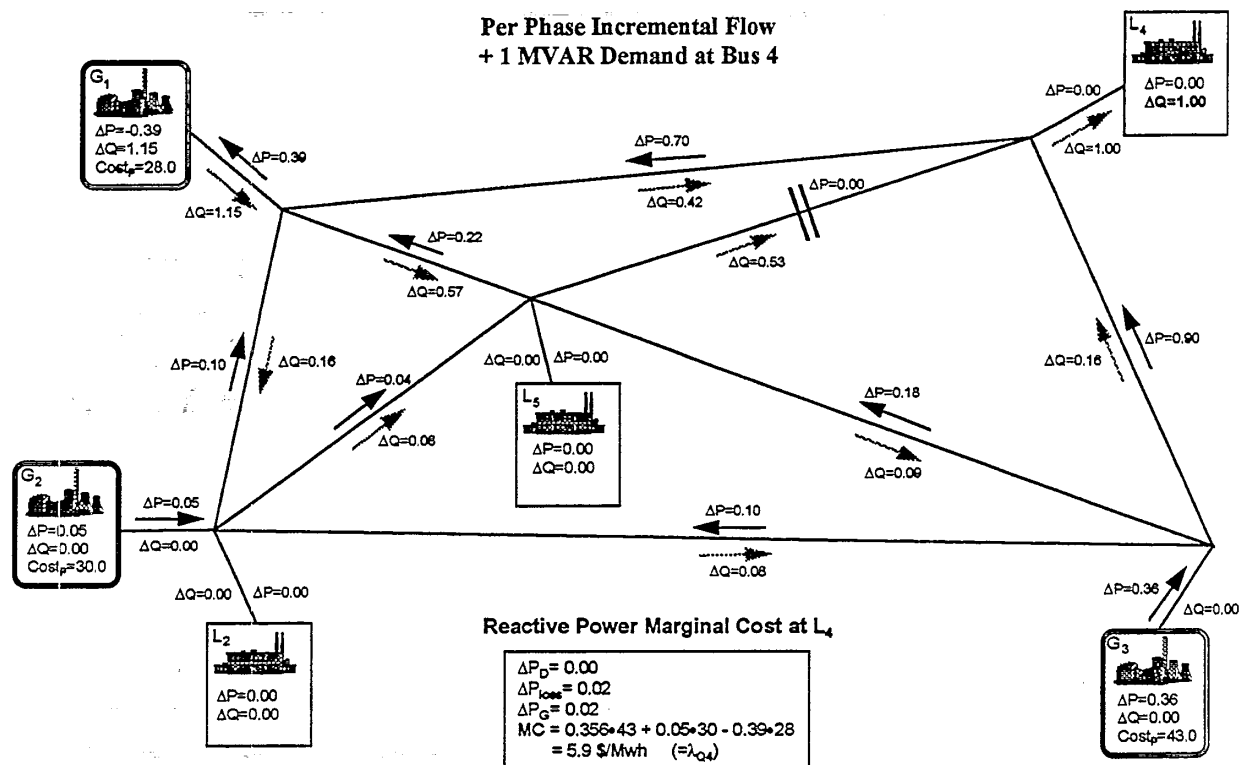 Per Phase Incremental Flow
+ 1 MVAR Demand at Bus 4
G1
ΔP=-0.39
ΔQ=1.15
CostP=28.0
L4
ΔP=0.00
ΔQ=1.00
ΔP=0.00
ΔQ=1.00
ΔP=0.39
ΔQ=1.15
ΔP=0.70
ΔQ=0.42
ΔP=0.00
ΔQ=0.53
ΔP=0.22
ΔQ=0.57
ΔP=0.10
ΔQ=0.16
ΔP=0.04
ΔQ=0.06
ΔQ=0.00
ΔP=0.00
L5
ΔP=0.00
ΔQ=0.00
ΔQ=0.16
ΔP=0.90
ΔP=0.18
ΔQ=0.09
G2
ΔP=0.05
ΔQ=0.00
CostP=30.0
ΔP=0.05
ΔQ=0.00
ΔP=0.10
ΔQ=0.08
ΔQ=0.00
ΔP=0.00
L2
ΔP=0.00
ΔQ=0.00
ΔP=0.36
ΔQ=0.00
G3
ΔP=0.36
ΔQ=0.00
CostP=43.0
Reactive Power Marginal Cost at L4
ΔPD= 0.00
ΔPloss= 0.02
ΔPG= 0.02
MC = 0.356•43 + 0.05•30 - 0.39•28
= 5.9 $/Mwh (=λQ4)